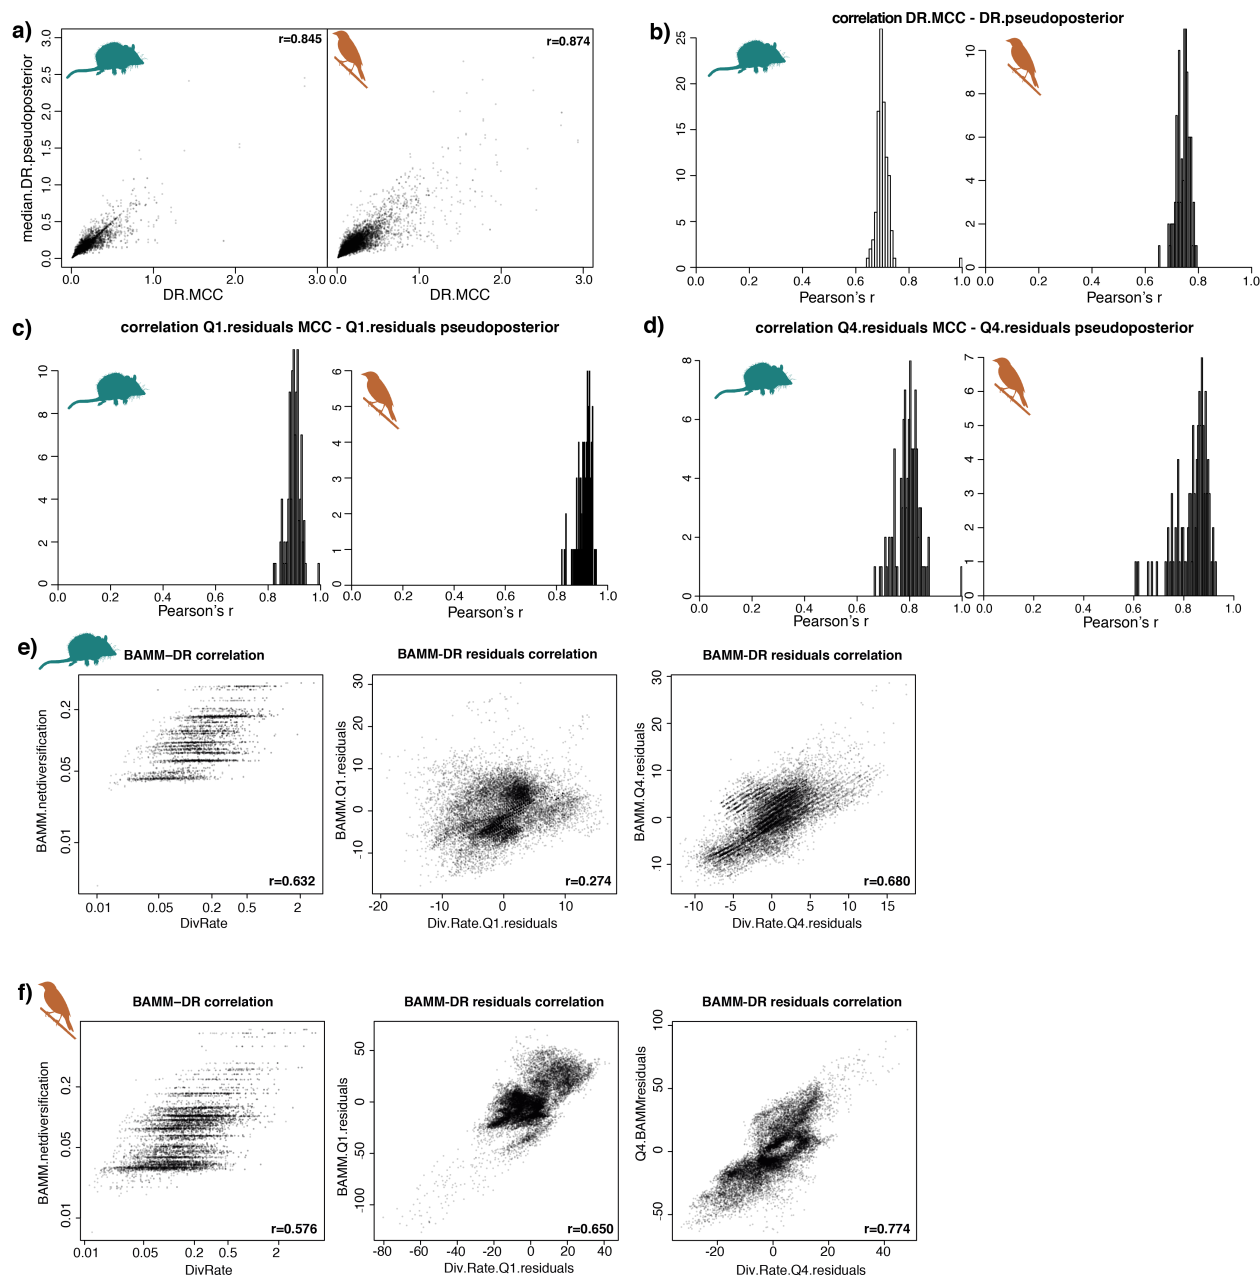 a)
r=0.845
r=0.874
median.DR.pseudoposterior
3.0
2.5
2.0
1.5
1.0
0.5
0.0
0.0 1.0 2.0 3.0 0.0 1.0 2.0 3.0
DR.MCC DR.MCC
b)
correlation DR.MCC - DR.pseudoposterior
25
20
15
10
5
0
0.0 0.2 0.4 0.6 0.8 1.0
Pearson's r
10
8
6
4
2
0
0.0 0.2 0.4 0.6 0.8 1.0
Pearson's r
c)
correlation Q1.residuals MCC - Q1.residuals pseudoposterior
10
8
6
4
2
0
0.0 0.2 0.4 0.6 0.8 1.0
Pearson's r
6
5
4
3
2
1
0
0.0 0.2 0.4 0.6 0.8 1.0
Pearson's r
d)
correlation Q4.residuals MCC - Q4.residuals pseudoposterior
8
6
4
2
0
0.0 0.2 0.4 0.6 0.8 1.0
Pearson's r
7
6
5
4
3
2
1
0
0.0 0.2 0.4 0.6 0.8 1.0
Pearson's r
e)
BAMM–DR correlation
BAMM.netdiversification
0.2
0.05
0.01
r=0.632
0.01 0.05 0.2 0.5 2
DivRate
BAMM-DR residuals correlation
BAMM.Q1.residuals
30
20
10
0
-10
r=0.274
-20 -10 0 10
Div.Rate.Q1.residuals
BAMM-DR residuals correlation
BAMM.Q4.residuals
30
20
10
0
10
r=0.680
-10 -5 0 5 10 15
Div.Rate.Q4.residuals
f)
BAMM–DR correlation
BAMM.netdiversification
0.2
0.05
0.01
r=0.576
0.01 0.05 0.2 0.5 2
DivRate
BAMM-DR residuals correlation
BAMM.Q1.residuals
50
0
-50
-100
r=0.650
-80 -60 -40 -20 0 20 40
Div.Rate.Q1.residuals
BAMM-DR residuals correlation
Q4.BAMMresiduals
100
50
0
-50
r=0.774
-20 0 20 40
Div.Rate.Q4.residuals